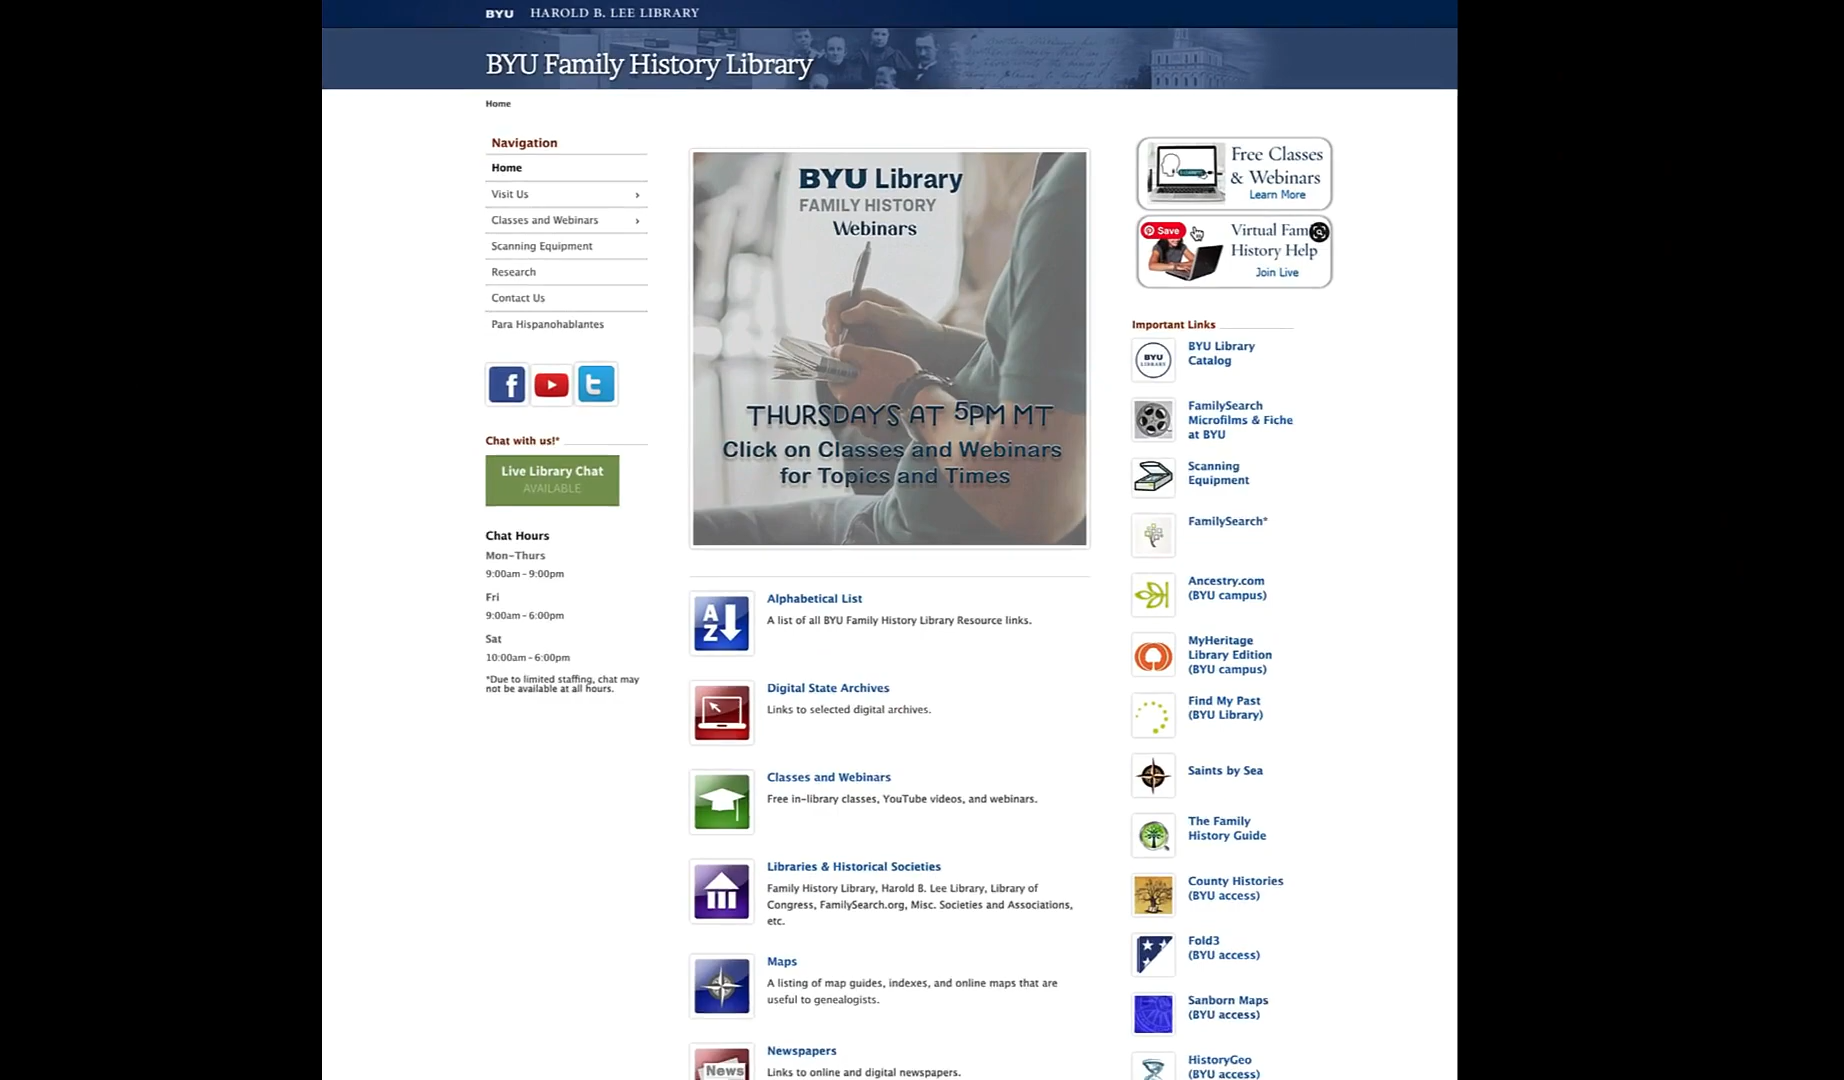 BYU HAROLD B. LEE LIBRARY
BYU Family History Library
Home
Navigation
Home
Visit Us ›
Classes and Webinars ›
Scanning Equipment
Research
Contact Us
Para Hispanohablantes
Chat with us!*
Live Library Chat
AVAILABLE
Chat Hours
Mon-Thurs
9:00am - 9:00pm
Fri
9:00am - 6:00pm
Sat
10:00am - 6:00pm
*Due to limited staffing, chat may
not be available at all hours.
BYU Library
FAMILY HISTORY
Webinars
THURSDAYS AT 5PM MT
Click on Classes and Webinars
for Topics and Times
Alphabetical List
A list of all BYU Family History Library Resource links.
Digital State Archives
Links to selected digital archives.
Classes and Webinars
Free in-library classes, YouTube videos, and webinars.
Libraries & Historical Societies
Family History Library, Harold B. Lee Library, Library of
Congress, FamilySearch.org, Misc. Societies and Associations,
etc.
Maps
A listing of map guides, indexes, and online maps that are
useful to genealogists.
News
Newspapers
Links to online and digital newspapers.
Free Classes
& Webinars
Learn More
Save
Virtual Fam
History Help
Join Live
Important Links
BYU Library
Catalog
FamilySearch
Microfilms & Fiche
at BYU
Scanning
Equipment
FamilySearch*
Ancestry.com
(BYU campus)
MyHeritage
Library Edition
(BYU campus)
Find My Past
(BYU Library)
Saints by Sea
The Family
History Guide
County Histories
(BYU access)
Fold3
(BYU access)
Sanborn Maps
(BYU access)
HistoryGeo
(BYU access)